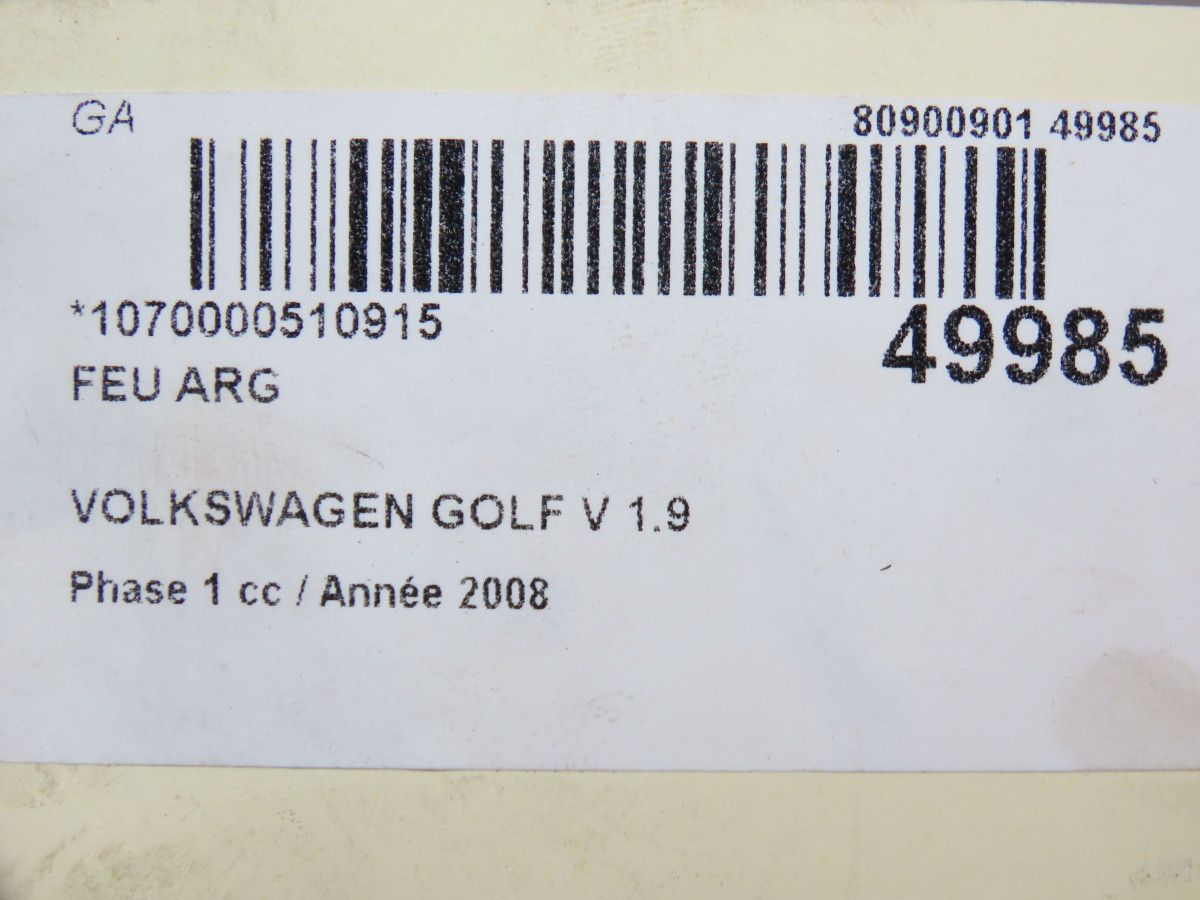 GA
80900901 49985
*1070000510915
49985
FEU ARG
VOLKSWAGEN GOLF V 1.9
Phase 1 cc / Année 2008